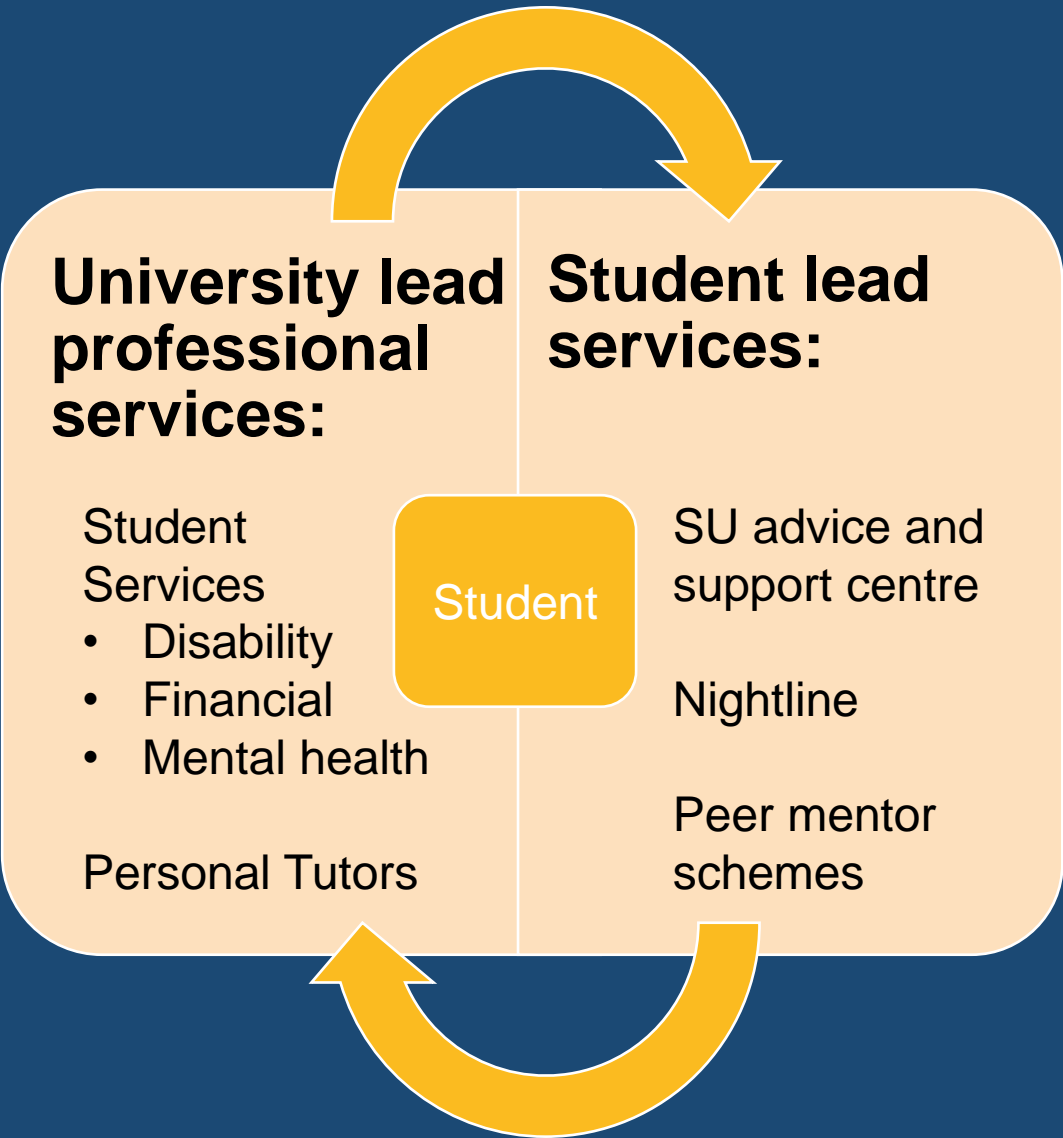 University lead
professional
services:
Student
Services
• Disability
• Financial
• Mental health
Personal Tutors
Student
Student lead
services:
SU advice and
support centre
Nightline
Peer mentor
schemes